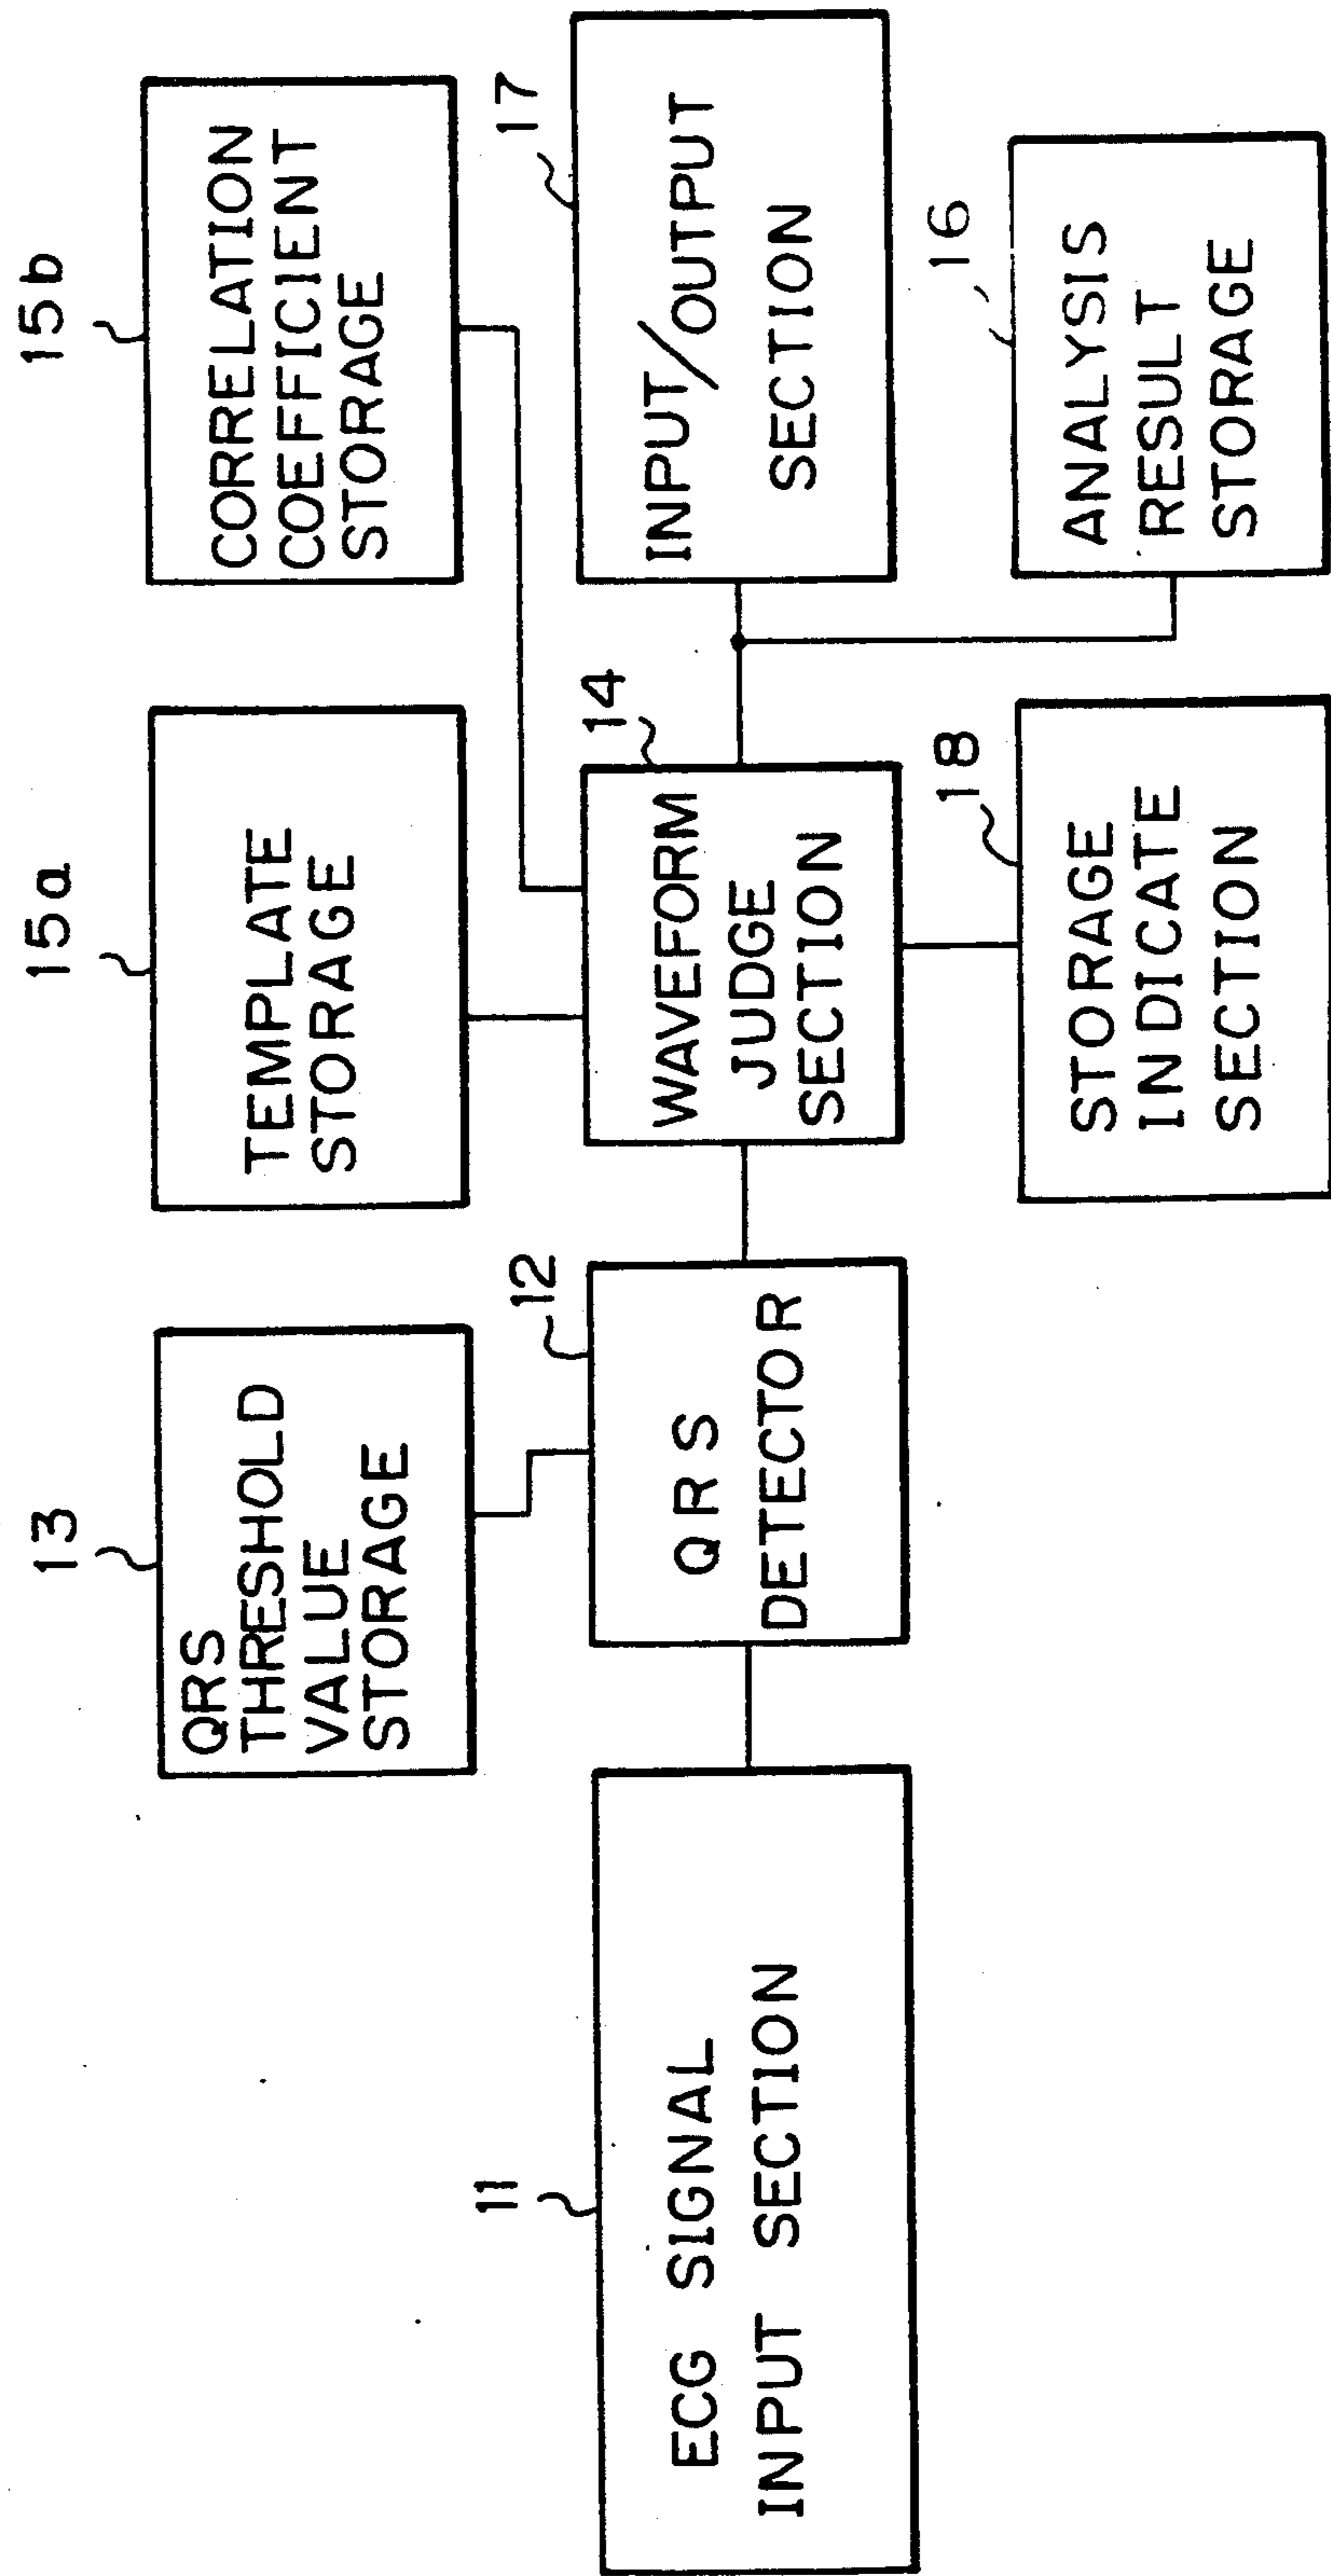 13
QRS
THRESHOLD
VALUE
STORAGE
15a
TEMPLATE
STORAGE
15b
CORRELATION
COEFFICIENT
STORAGE
11
ECG SIGNAL
INPUT SECTION
12
QRS
DETECTOR
14
WAVEFORM
JUDGE
SECTION
17
INPUT/OUTPUT
SECTION
18
STORAGE
INDICATE
SECTION
16
ANALYSIS
RESULT
STORAGE